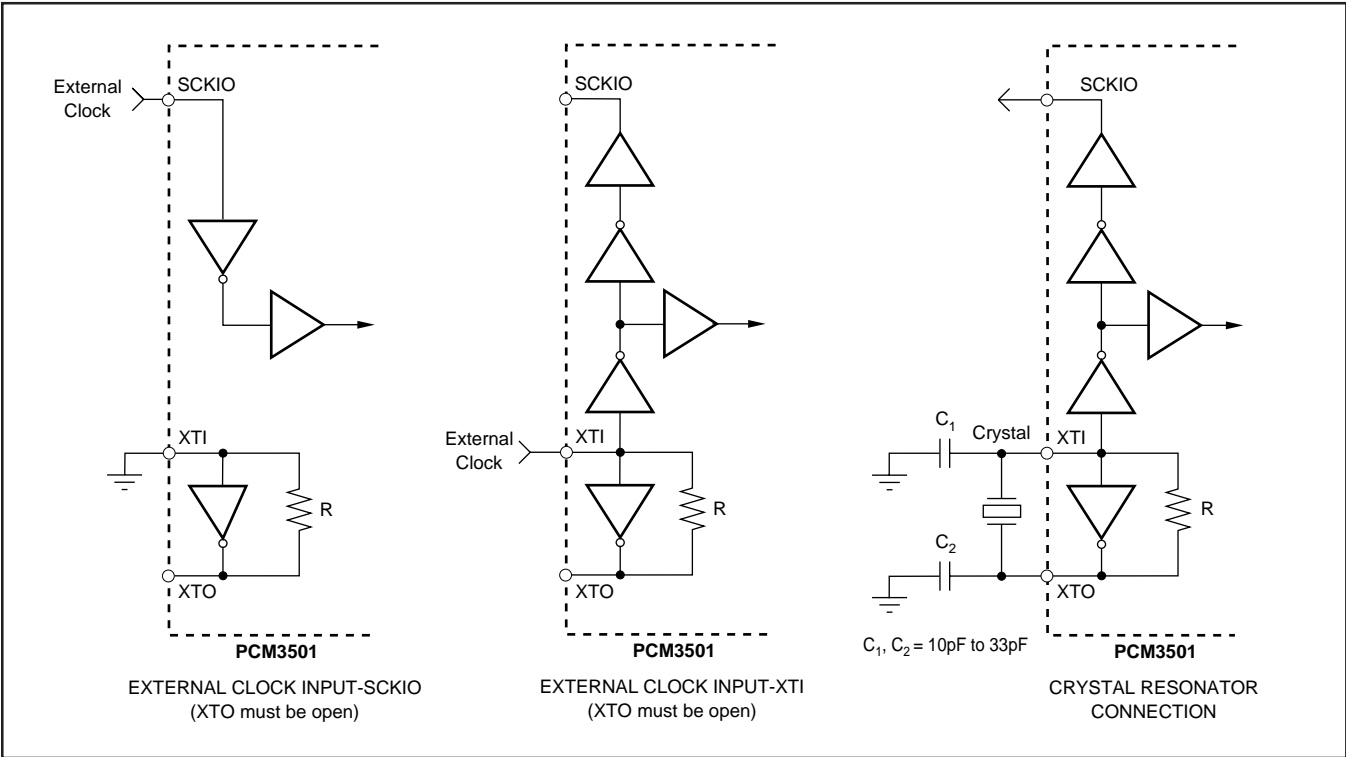 External
Clock
SCKIO
XTI
R
XTO
PCM3501
EXTERNAL CLOCK INPUT-SCKIO
(XTO must be open)
SCKIO
External
Clock
XTI
R
XTO
PCM3501
EXTERNAL CLOCK INPUT-XTI
(XTO must be open)
SCKIO
C1
Crystal
XTI
R
C2
XTO
C1, C2 = 10pF to 33pF
PCM3501
CRYSTAL RESONATOR
CONNECTION